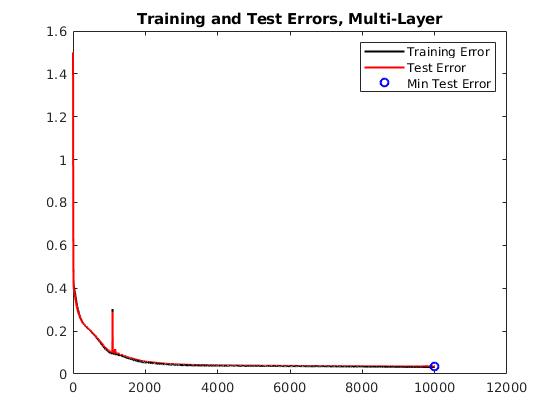 Training and Test Errors, Multi-Layer
1.6
1.4
1.2
1
0.8
0.6
0.4
0.2
0
Training Error
Test Error
Min Test Error
0 2000 4000 6000 8000 10000 12000